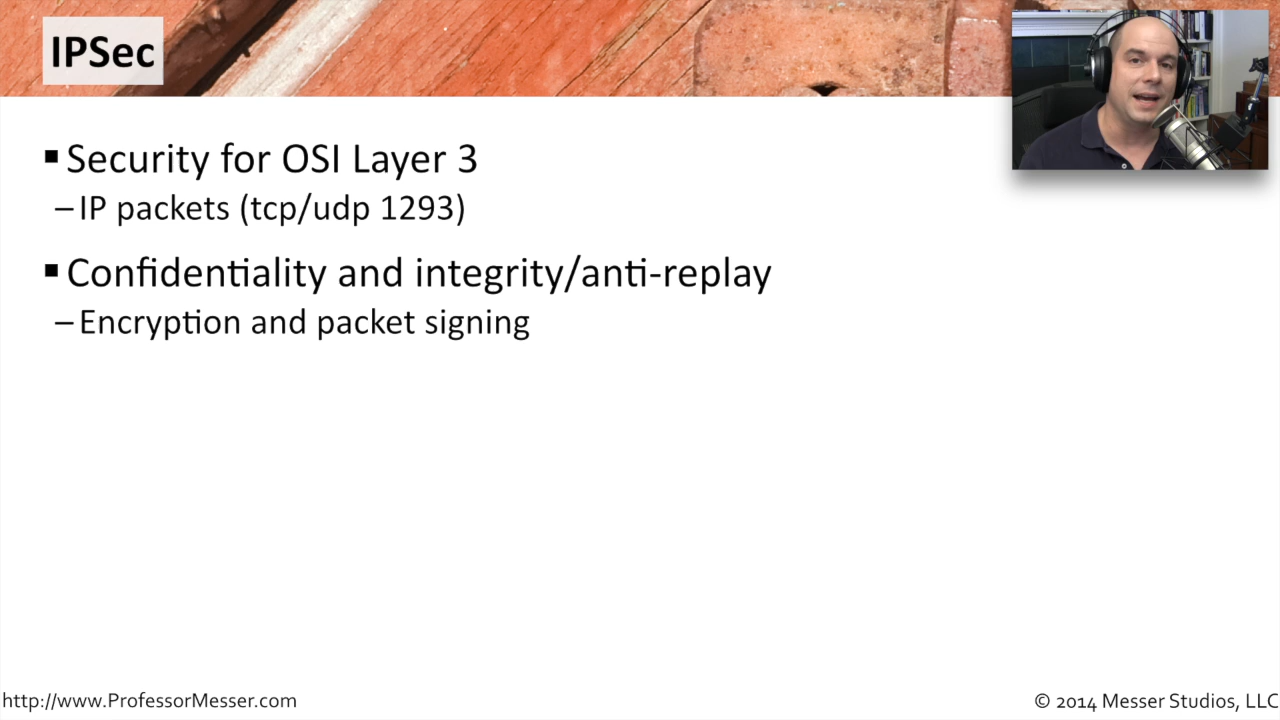 IPSec
▪ Security for OSI Layer 3
– IP packets (tcp/udp 1293)
▪ Confidentiality and integrity/anti-replay
– Encryption and packet signing
http://www.ProfessorMesser.com
© 2014 Messer Studios, LLC